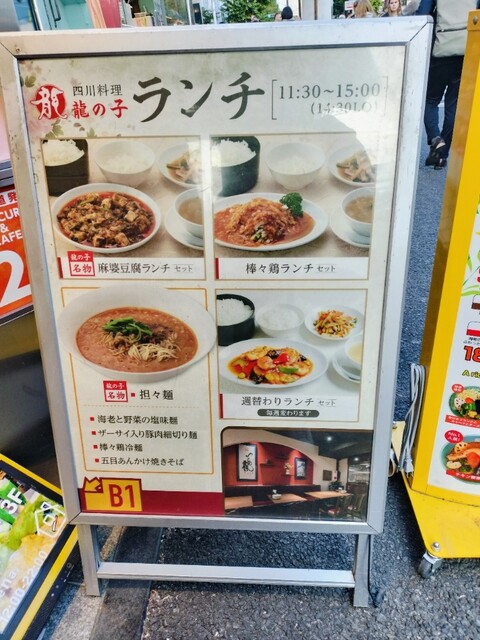 四川料理
龍の子
ランチ
11:30~15:00
(14:30LO)
龍の子
名物
麻婆豆腐ランチ セット
棒々鶏ランチ セット
龍の子
名物
・担々麺
■海老と野菜の塩味麺
■ザーサイ入り豚肉細切り麺
■棒々鶏冷麺
■五目あんかけ焼きそば
週替わりランチ セット
毎週変わります
B1
CUR
&
CAFE
2
18